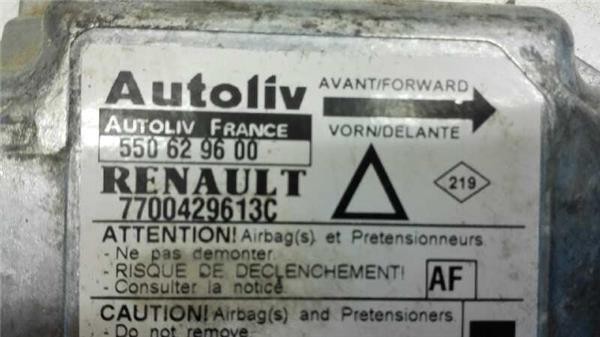 Autoliv
AVANT/FORWARD
AUTOLIV FRANCE
VORN/DELANTE
550 62 96 00
RENAULT
219
7700429613C
ATTENTION! Airbag(s) et Pretensionneurs
- Ne pas demonter.
- RISQUE DE DECLENCHEMENT!
- Consulter la notice.
AF
CAUTION! Airbag(s) and Pretensioners
- Do not remove.